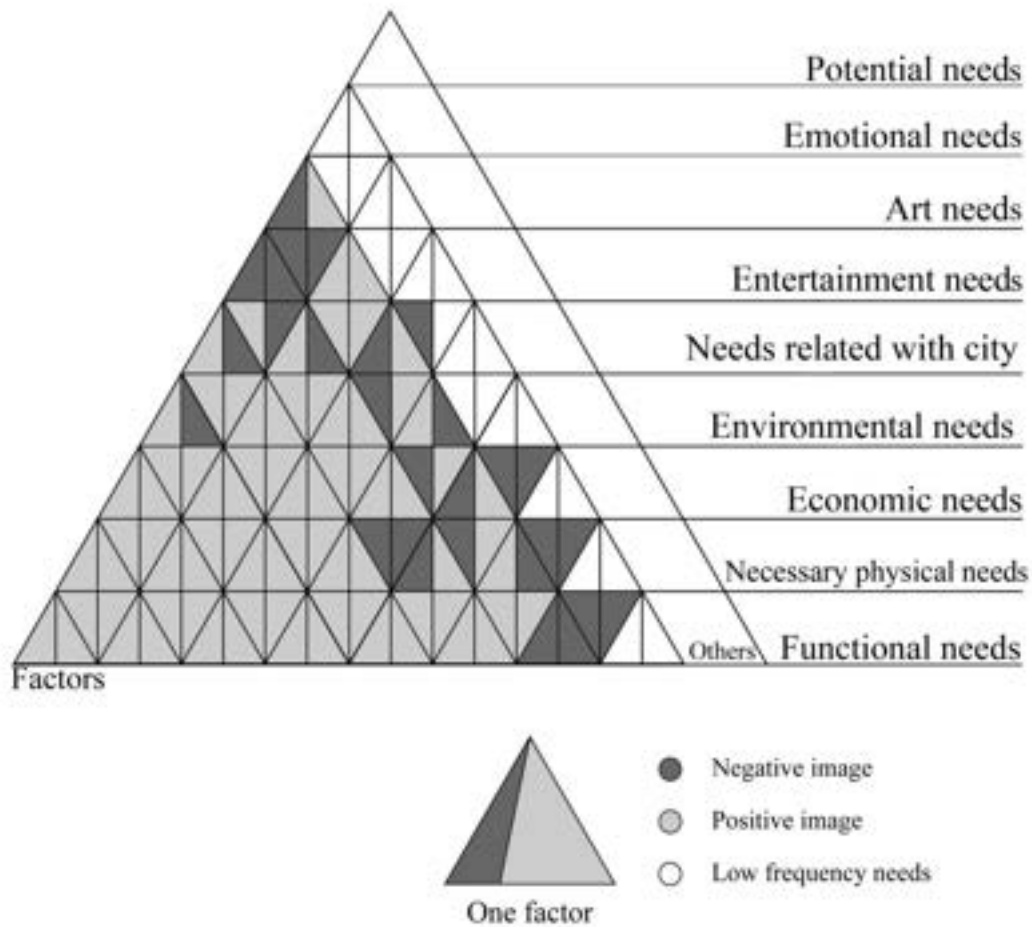 Potential needs
Emotional needs
Art needs
Entertainment needs
Needs related with city
Environmental needs
Economic needs
Necessary physical needs
Others Functional needs
Factors
Negative image
Positive image
Low frequency needs
One factor